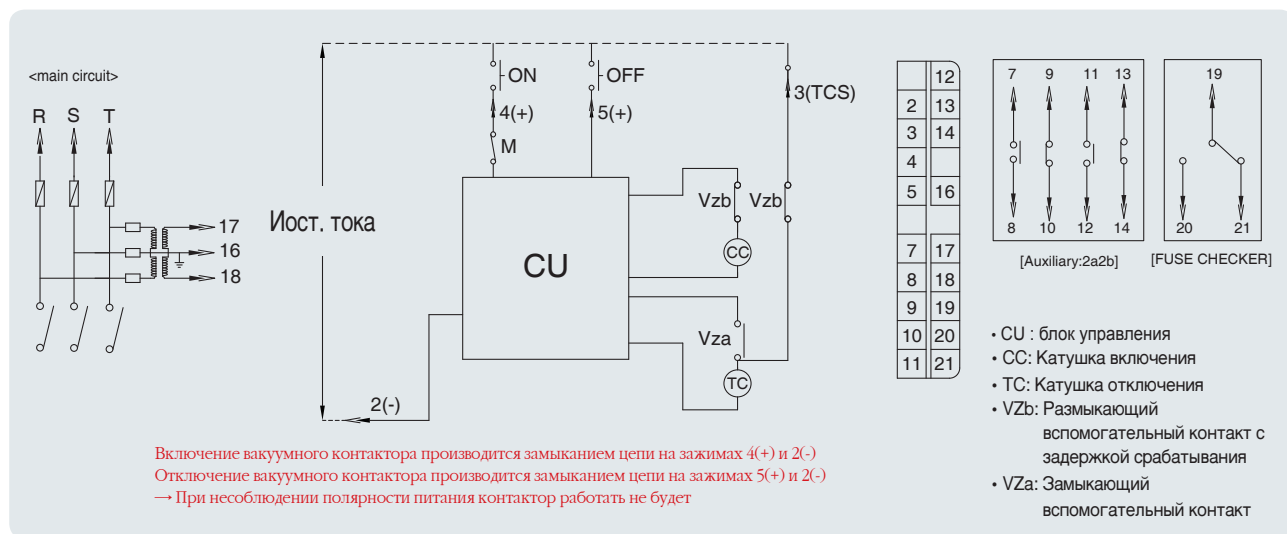 <main circuit>
R S T
17
16
18
Иост. тока
ON
OFF
4(+)
5(+)
3(TCS)
M
CU
Vzb
Vzb
CC
Vza
TC
2(-)
Включение вакуумного контактора производится замыканием цепи на зажимах 4(+) и 2(-)
Отключение вакуумного контактора производится замыканием цепи на зажимах 5(+) и 2(-)
→ При несоблюдении полярности питания контактор работать не будет
12
2 13
3 14
4
5 16
7 17
8 18
9 19
10 20
11 21
7 9 11 13
8 10 12 14
[Auxiliary:2a2b]
19
20 21
[FUSE CHECKER]
• CU : блок управления
• CC: Катушка включения
• TC: Катушка отключения
• VZb: Размыкающий
вспомогательный контакт с
задержкой срабатывания
• VZa: Замыкающий
вспомогательный контакт